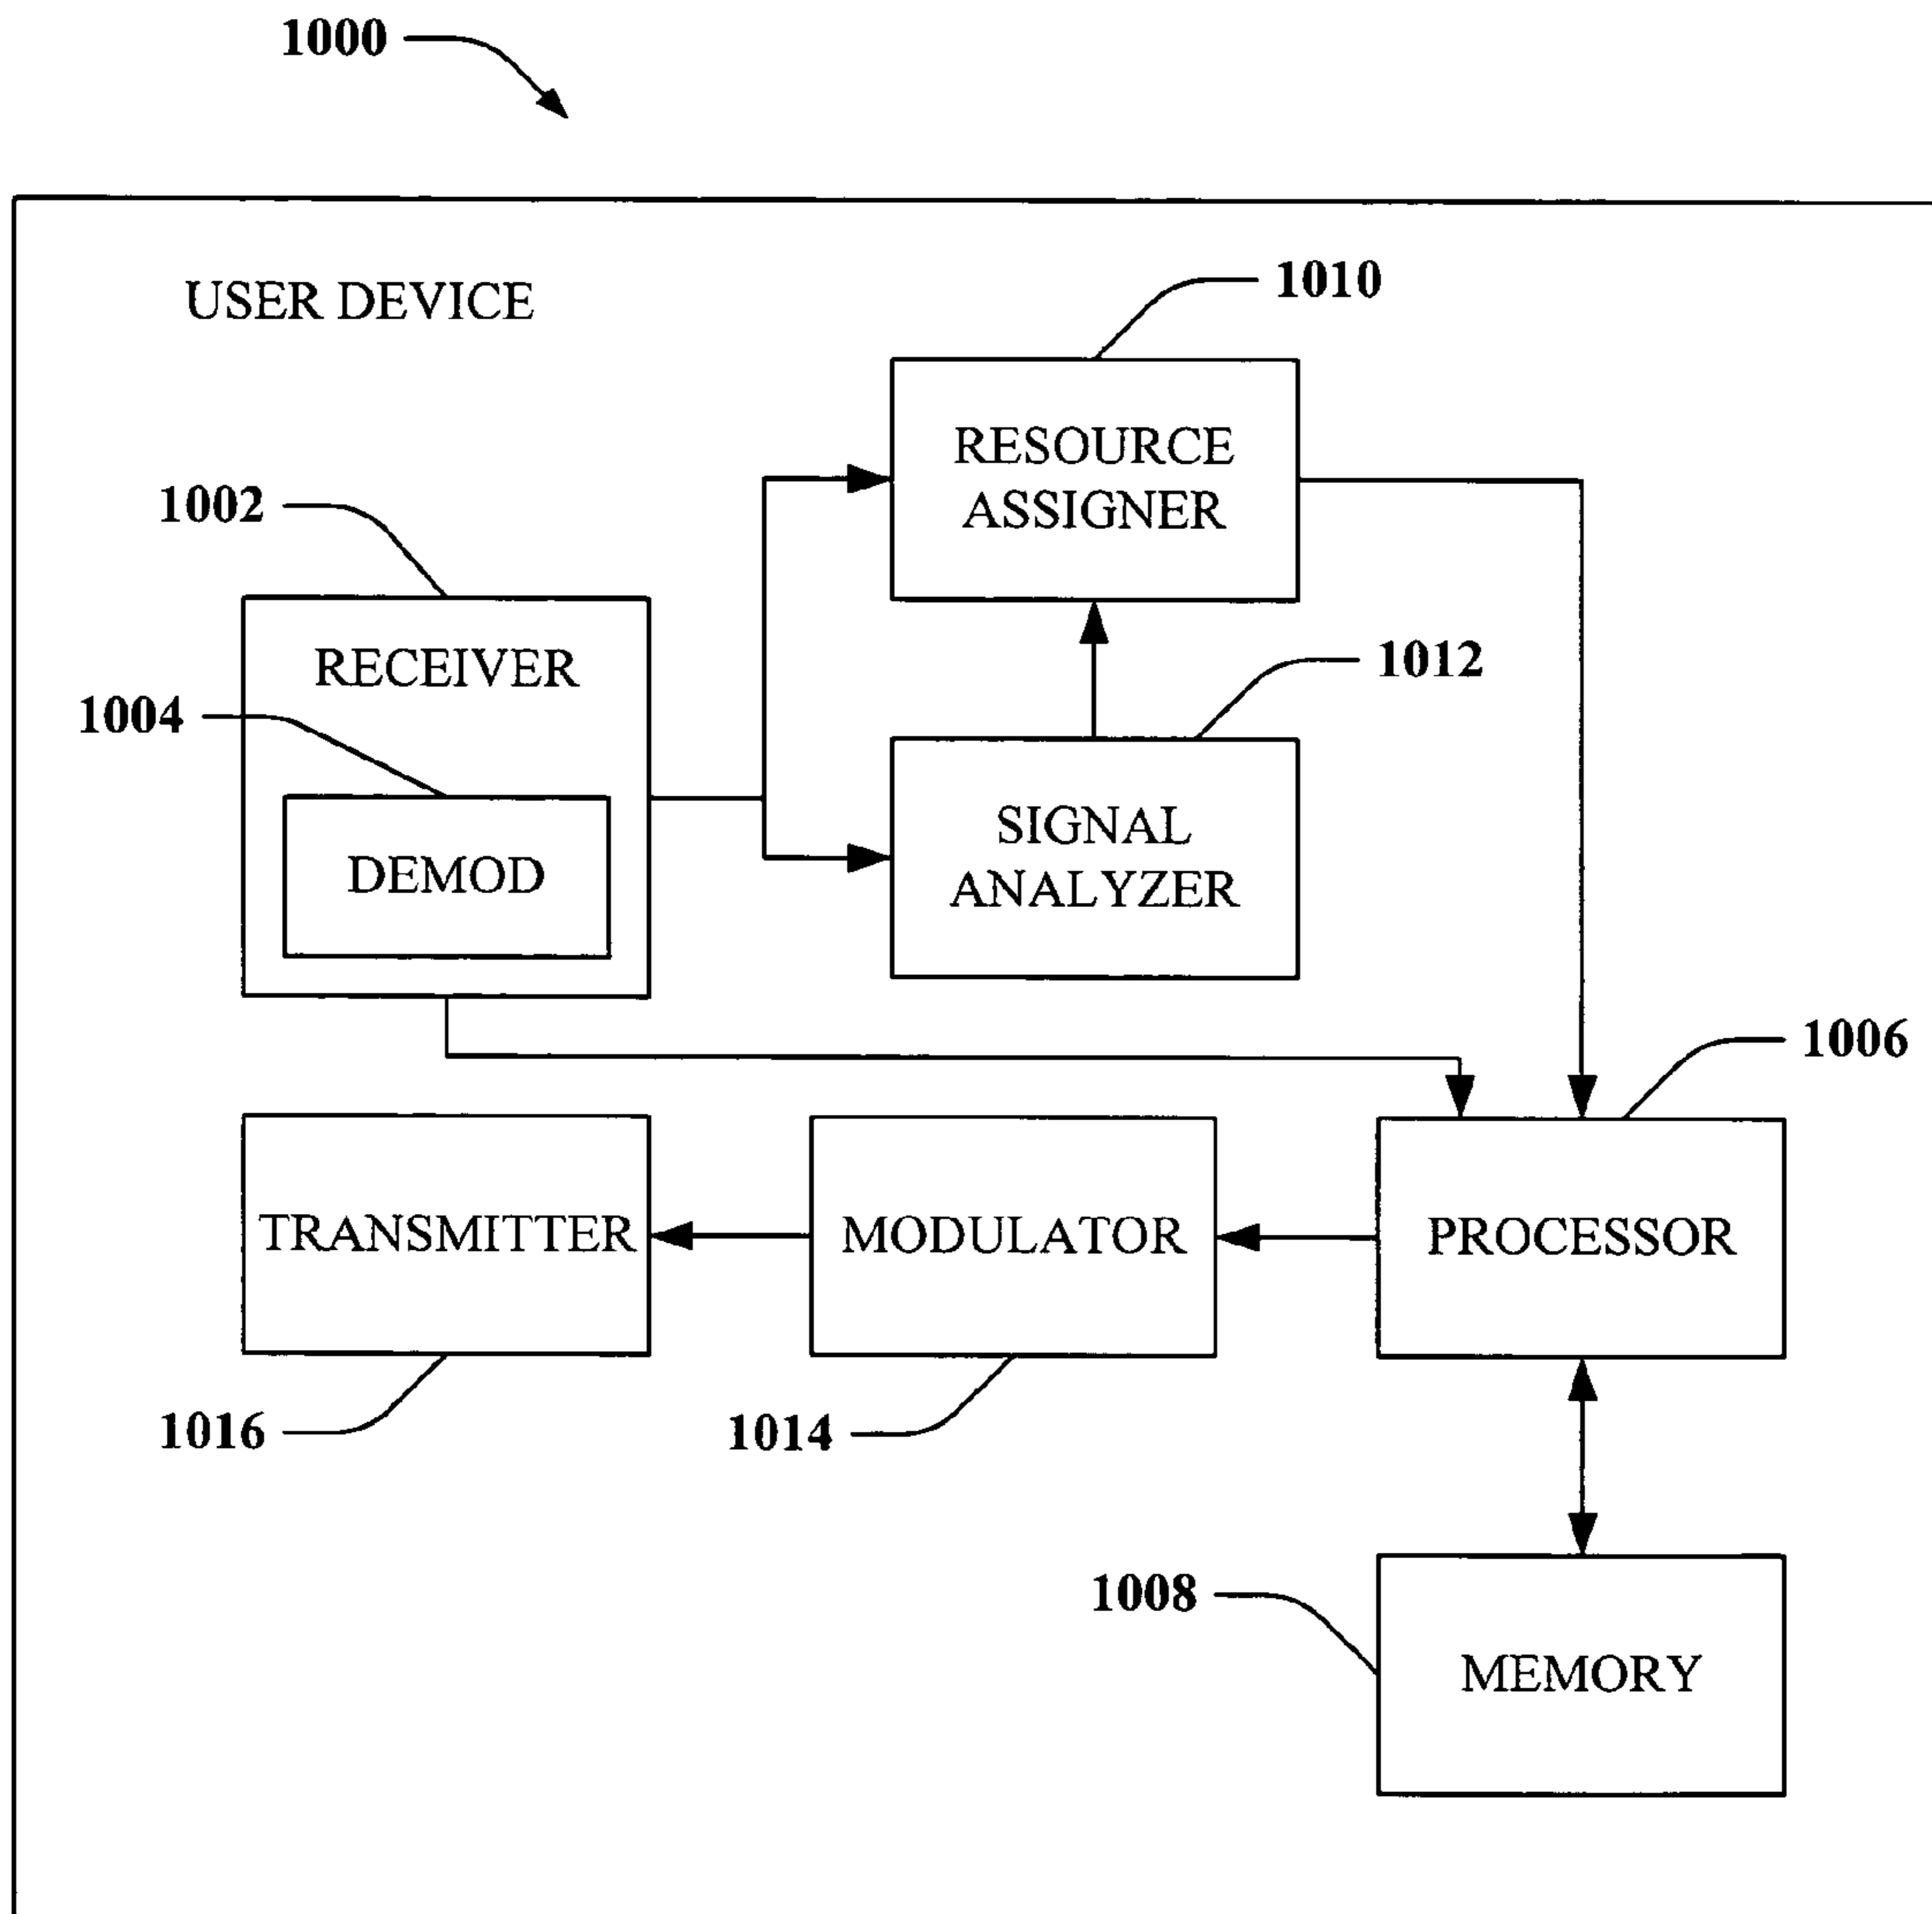 1000
USER DEVICE
1010
RESOURCE
ASSIGNER
1002
RECEIVER
1012
1004
SIGNAL
ANALYZER
DEMOD
1006
TRANSMITTER
MODULATOR
PROCESSOR
1016
1014
1008
MEMORY